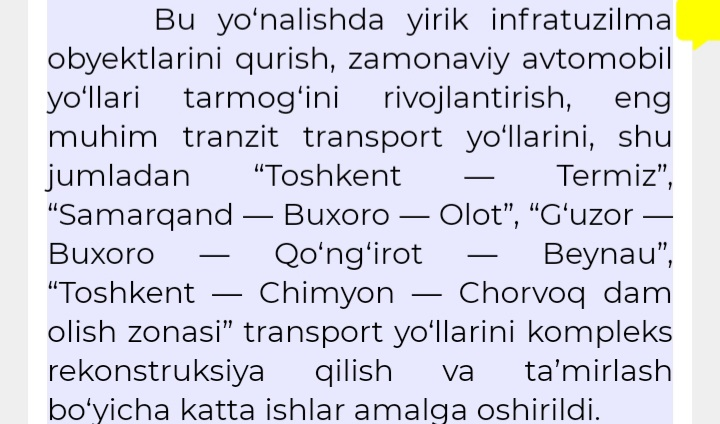 Bu yo‘nalishda yirik infratuzilma
obyektlarini qurish, zamonaviy avtomobil
yo‘llari tarmog‘ini rivojlantirish, eng
muhim tranzit transport yo‘llarini, shu
jumladan “Toshkent — Termiz”,
“Samarqand — Buxoro — Olot”, “G‘uzor —
Buxoro — Qo‘ng‘irot — Beynau”,
“Toshkent — Chimyon — Chorvoq dam
olish zonasi” transport yo‘llarini kompleks
rekonstruksiya qilish va ta’mirlash
bo‘yicha katta ishlar amalga oshirildi.